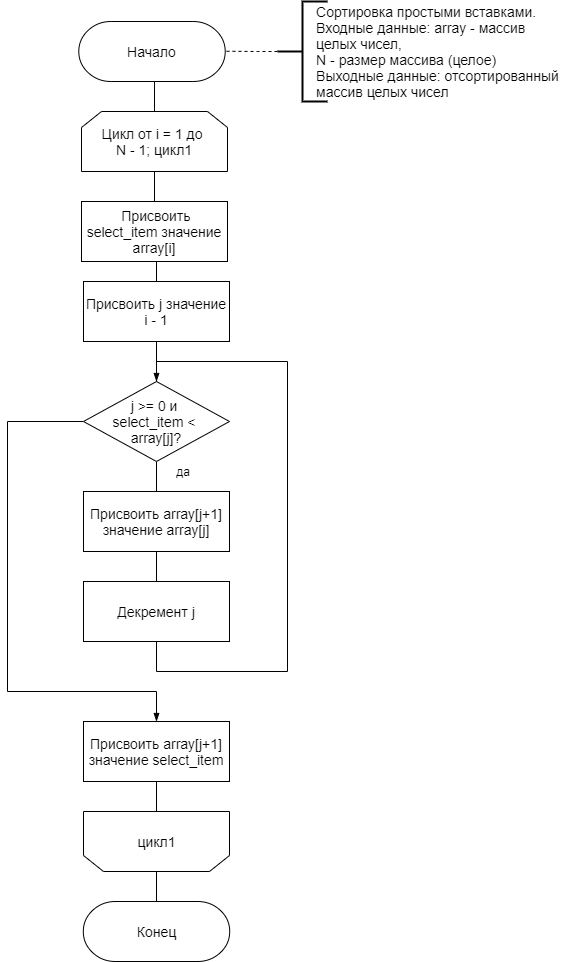 Начало
Сортировка простыми вставками.
Входные данные: array - массив
целых чисел,
N - размер массива (целое)
Выходные данные: отсортированный
массив целых чисел
Цикл от i = 1 до
N - 1; цикл1
Присвоить
select_item значение
array[i]
Присвоить j значение
i - 1
j >= 0 и
select_item <
array[j]?
да
Присвоить array[j+1]
значение array[j]
Декремент j
Присвоить array[j+1]
значение select_item
цикл1
Конец